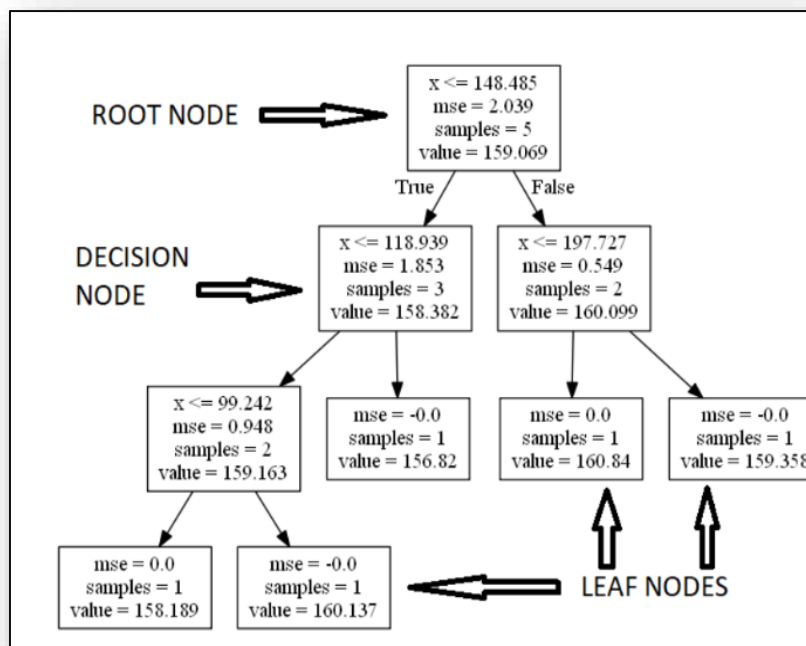 x <= 148.485
mse = 2.039
samples = 5
value = 159.069
ROOT NODE
True
False
x <= 118.939
mse = 1.853
samples = 3
value = 158.382
x <= 197.727
mse = 0.549
samples = 2
value = 160.099
DECISION
NODE
x <= 99.242
mse = 0.948
samples = 2
value = 159.163
mse = -0.0
samples = 1
value = 156.82
mse = 0.0
samples = 1
value = 160.84
mse = -0.0
samples = 1
value = 159.358
mse = 0.0
samples = 1
value = 158.189
mse = -0.0
samples = 1
value = 160.137
LEAF NODES